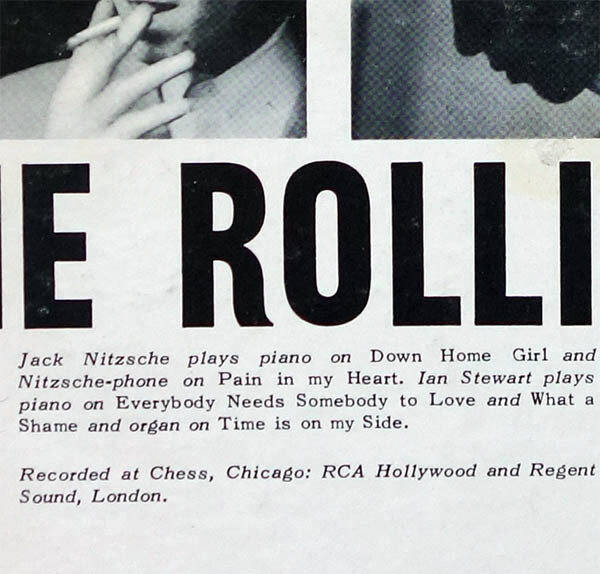 HE ROLLI
Jack Nitzsche plays piano on Down Home Girl and
Nitzsche-phone on Pain in my Heart. Ian Stewart plays
piano on Everybody Needs Somebody to Love and What a
Shame and organ on Time is on my Side.
Recorded at Chess, Chicago: RCA Hollywood and Regent
Sound, London.